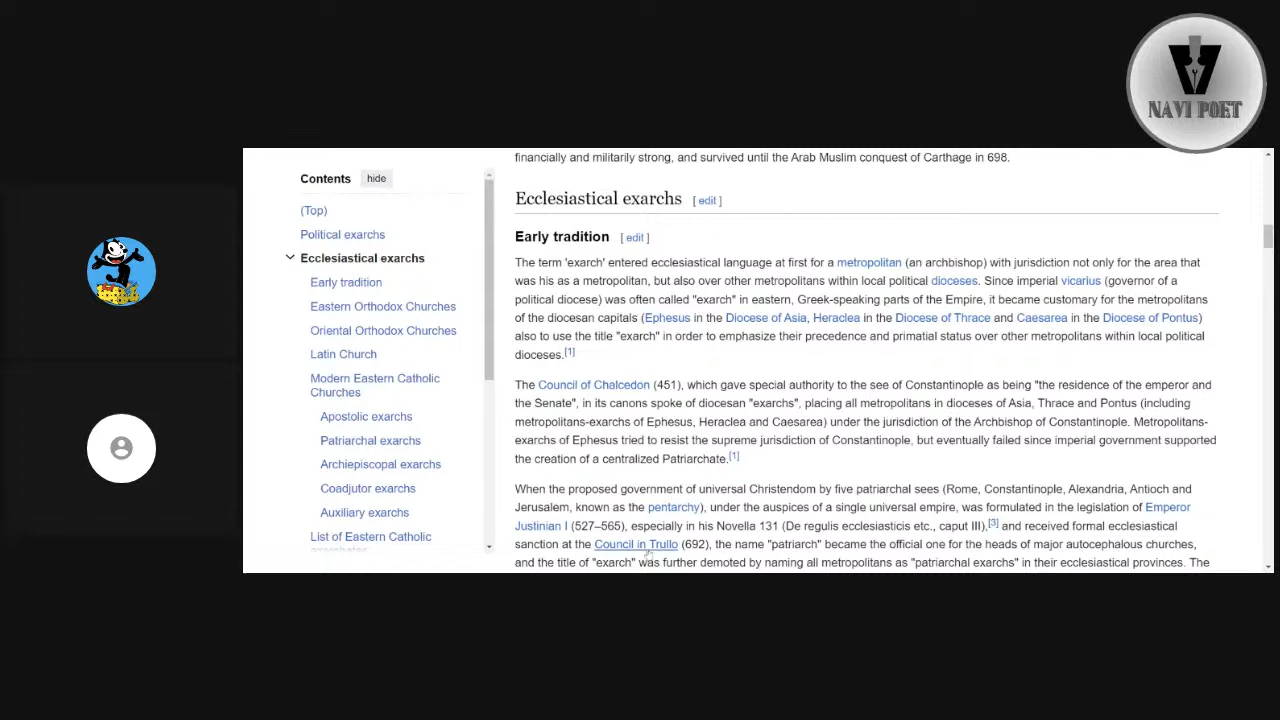 NAVI POET
financially and militarily strong, and survived until the Arab Muslim conquest of Carthage in 698.
Contents hide
(Top)
Political exarchs
Ecclesiastical exarchs
Early tradition
Eastern Orthodox Churches
Oriental Orthodox Churches
Latin Church
Modern Eastern Catholic
Churches
Apostolic exarchs
Patriarchal exarchs
Archiepiscopal exarchs
Coadjutor exarchs
Auxiliary exarchs
List of Eastern Catholic
Ecclesiastical exarchs [ edit ]
Early tradition [ edit ]
The term 'exarch' entered ecclesiastical language at first for a metropolitan (an archbishop) with jurisdiction not only for the area that
was his as a metropolitan, but also over other metropolitans within local political dioceses. Since imperial vicarius (governor of a
political diocese) was often called "exarch" in eastern, Greek-speaking parts of the Empire, it became customary for the metropolitans
of the diocesan capitals (Ephesus in the Diocese of Asia, Heraclea in the Diocese of Thrace and Caesarea in the Diocese of Pontus)
also to use the title "exarch" in order to emphasize their precedence and primatial status over other metropolitans within local political
dioceses.[1]
The Council of Chalcedon (451), which gave special authority to the see of Constantinople as being "the residence of the emperor and
the Senate", in its canons spoke of diocesan "exarchs", placing all metropolitans in dioceses of Asia, Thrace and Pontus (including
metropolitans-exarchs of Ephesus, Heraclea and Caesarea) under the jurisdiction of the Archbishop of Constantinople. Metropolitans-
exarchs of Ephesus tried to resist the supreme jurisdiction of Constantinople, but eventually failed since imperial government supported
the creation of a centralized Patriarchate.[1]
When the proposed government of universal Christendom by five patriarchal sees (Rome, Constantinople, Alexandria, Antioch and
Jerusalem, known as the pentarchy), under the auspices of a single universal empire, was formulated in the legislation of Emperor
Justinian I (527–565), especially in his Novella 131 (De regulis ecclesiasticis etc., caput III),[3] and received formal ecclesiastical
sanction at the Council in Trullo (692), the name "patriarch" became the official one for the heads of major autocephalous churches,
and the title of "exarch" was further demoted by naming all metropolitans as "patriarchal exarchs" in their ecclesiastical provinces. The